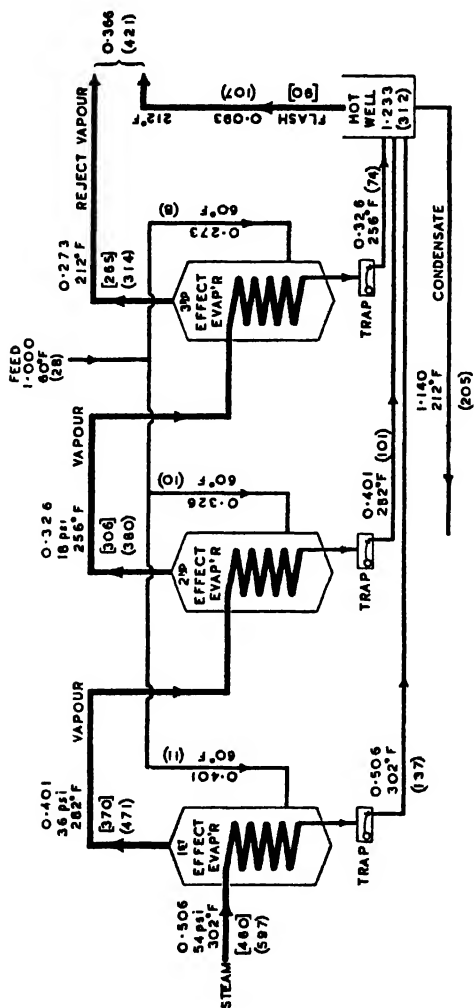 0·506
54 psi
302°F
STEAM
[460]
(597)
1ST
EFFECT
EVAP'R
0·401
36 psi
282°F
[370]
(471)
VAPOUR
0·401
60°F
(11)
TRAP
0·506
302°F
(137)
2ND
EFFECT
EVAP'R
0·326
18 psi
256°F
[306]
(380)
VAPOUR
0·326
60°F
(10)
TRAP
0·401
282°F
(101)
FEED
1·000
60°F
(28)
3RD
EFFECT
EVAP'R
0·273
212°F
[265]
(314)
REJECT VAPOUR
0·273
60°F
(8)
TRAP
0·326
256°F
(74)
0·366
(421)
212°F
FLASH 0·093
[90] (107)
HOT
WELL
1·233
(312)
CONDENSATE
1·140
212°F
(205)